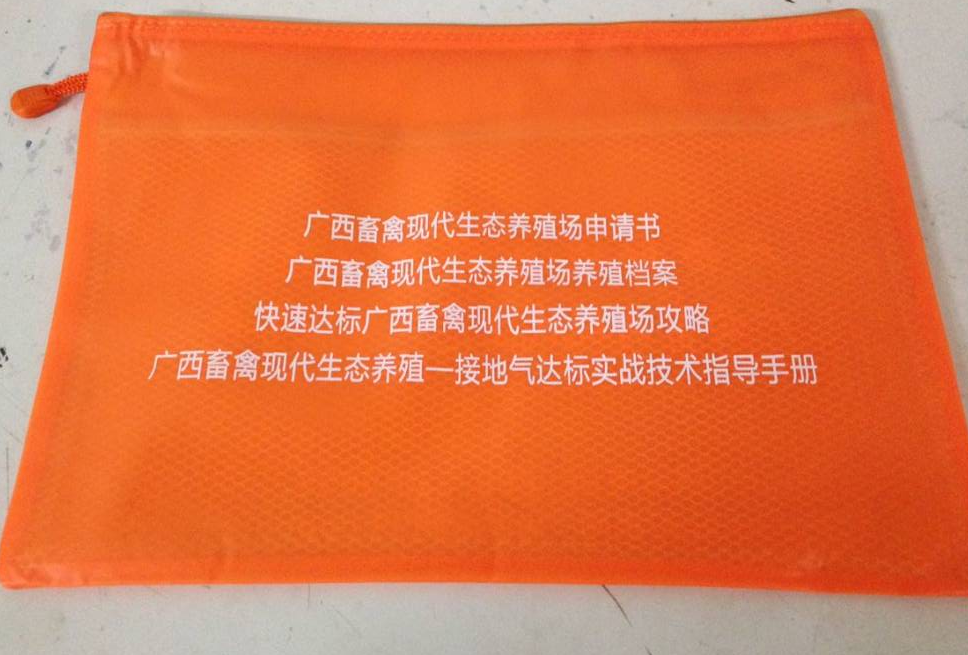 广西畜禽现代生态养殖场申请书
广西畜禽现代生态养殖场养殖档案
快速达标广西畜禽现代生态养殖场攻略
广西畜禽现代生态养殖—接地气达标实战技术指导手册